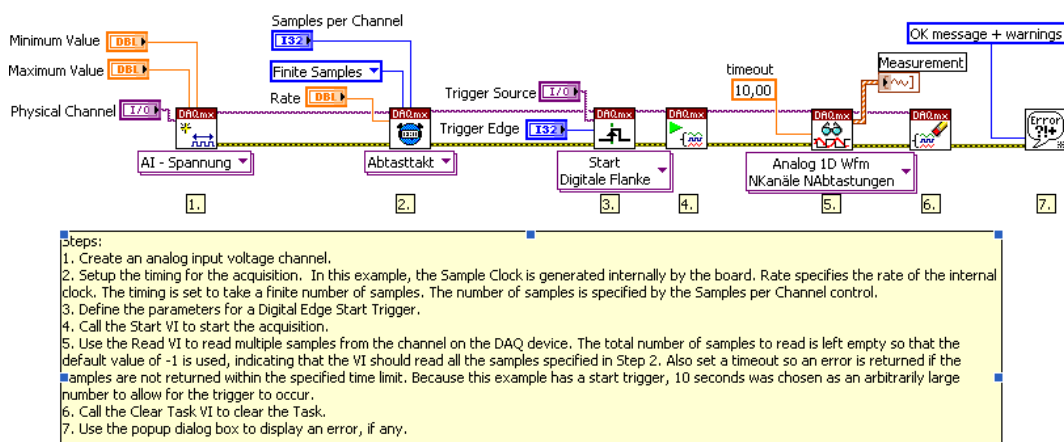 Samples per Channel
OK message + warnings
Minimum Value
DBL
I32
Maximum Value
DBL
Finite Samples
timeout
Measurement
Physical Channel
I/O
Rate
DBL
Trigger Source
I/O
10,00
Trigger Edge
I32
DAQmx
DAQmx
DAQmx
DAQmx
DAQmx
DAQmx
Error
?!+
AI - Spannung
Abtasttakt
Start
Digitale Flanke
Analog 1D Wfm
NKanäle NAbtastungen
1.
2.
3.
4.
5.
6.
7.
Steps:
1. Create an analog input voltage channel.
2. Setup the timing for the acquisition.  In this example, the Sample Clock is generated internally by the board. Rate specifies the rate of the internal
clock. The timing is set to take a finite number of samples. The number of samples is specified by the Samples per Channel control.
3. Define the parameters for a Digital Edge Start Trigger.
4. Call the Start VI to start the acquisition.
5. Use the Read VI to read multiple samples from the channel on the DAQ device. The total number of samples to read is left empty so that the
default value of -1 is used, indicating that the VI should read all the samples specified in Step 2. Also set a timeout so an error is returned if the
samples are not returned within the specified time limit. Because this example has a start trigger, 10 seconds was chosen as an arbitrarily large
number to allow for the trigger to occur.
6. Call the Clear Task VI to clear the Task.
7. Use the popup dialog box to display an error, if any.